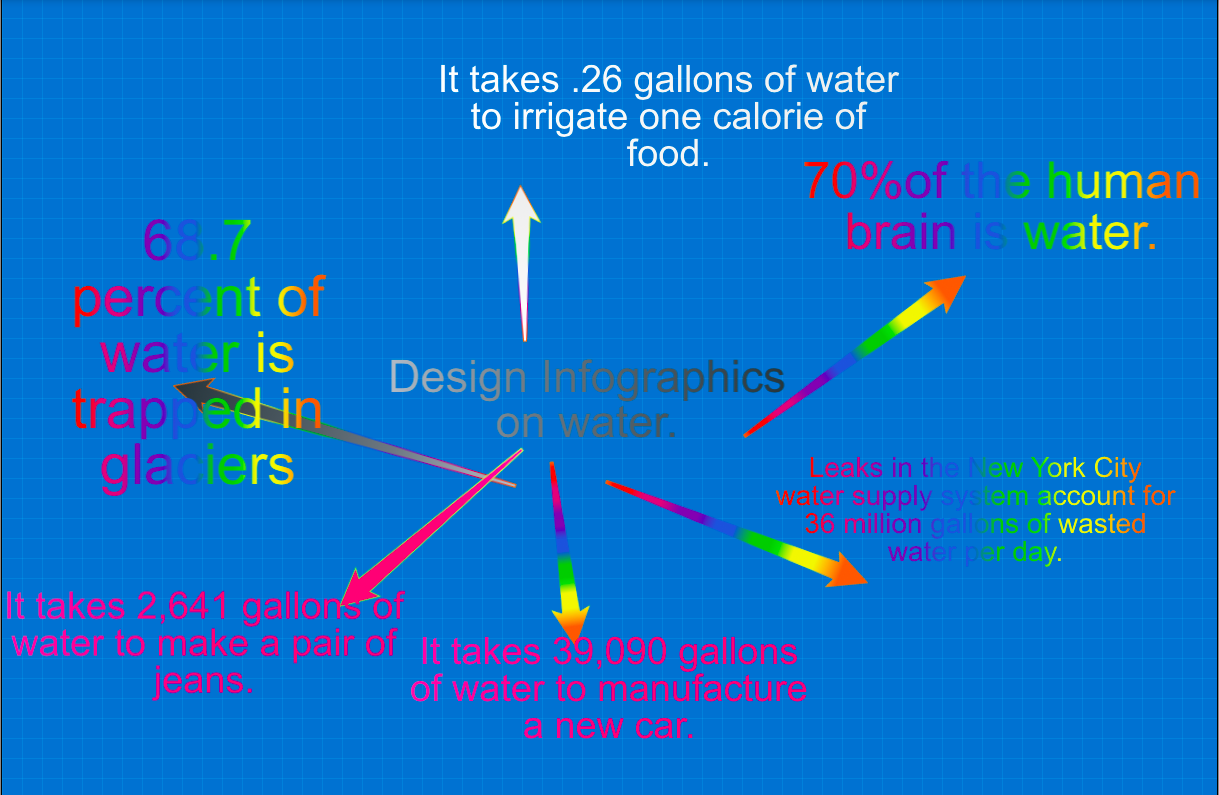 It takes .26 gallons of water
to irrigate one calorie of
food.
70%of the human
brain is water.
68.7
percent of
water is
trapped in
glaciers
Design Infographics
on water.
Leaks in the New York City
water supply system account for
36 million gallons of wasted
water per day.
It takes 2,641 gallons of
water to make a pair of
jeans.
It takes 39,090 gallons
of water to manufacture
a new car.